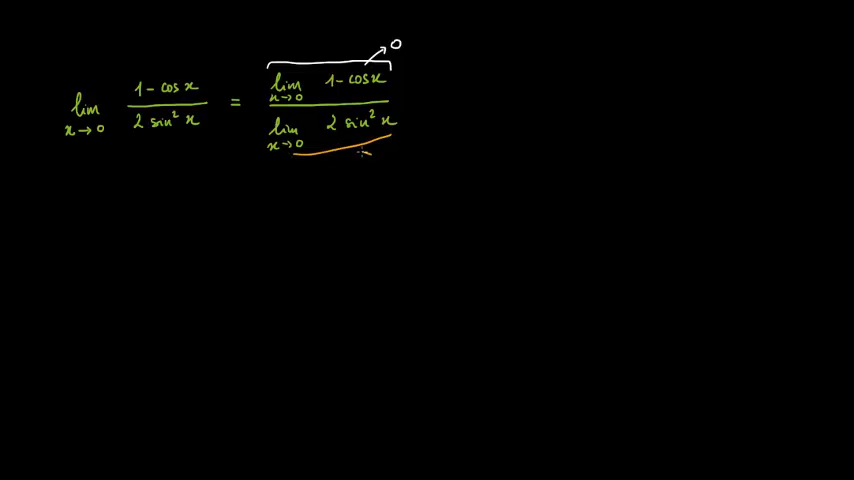 0
lim x→0 1 - cos x / 2 sin² x = lim x→0 1 - cos x / lim x→0 2 sin² x